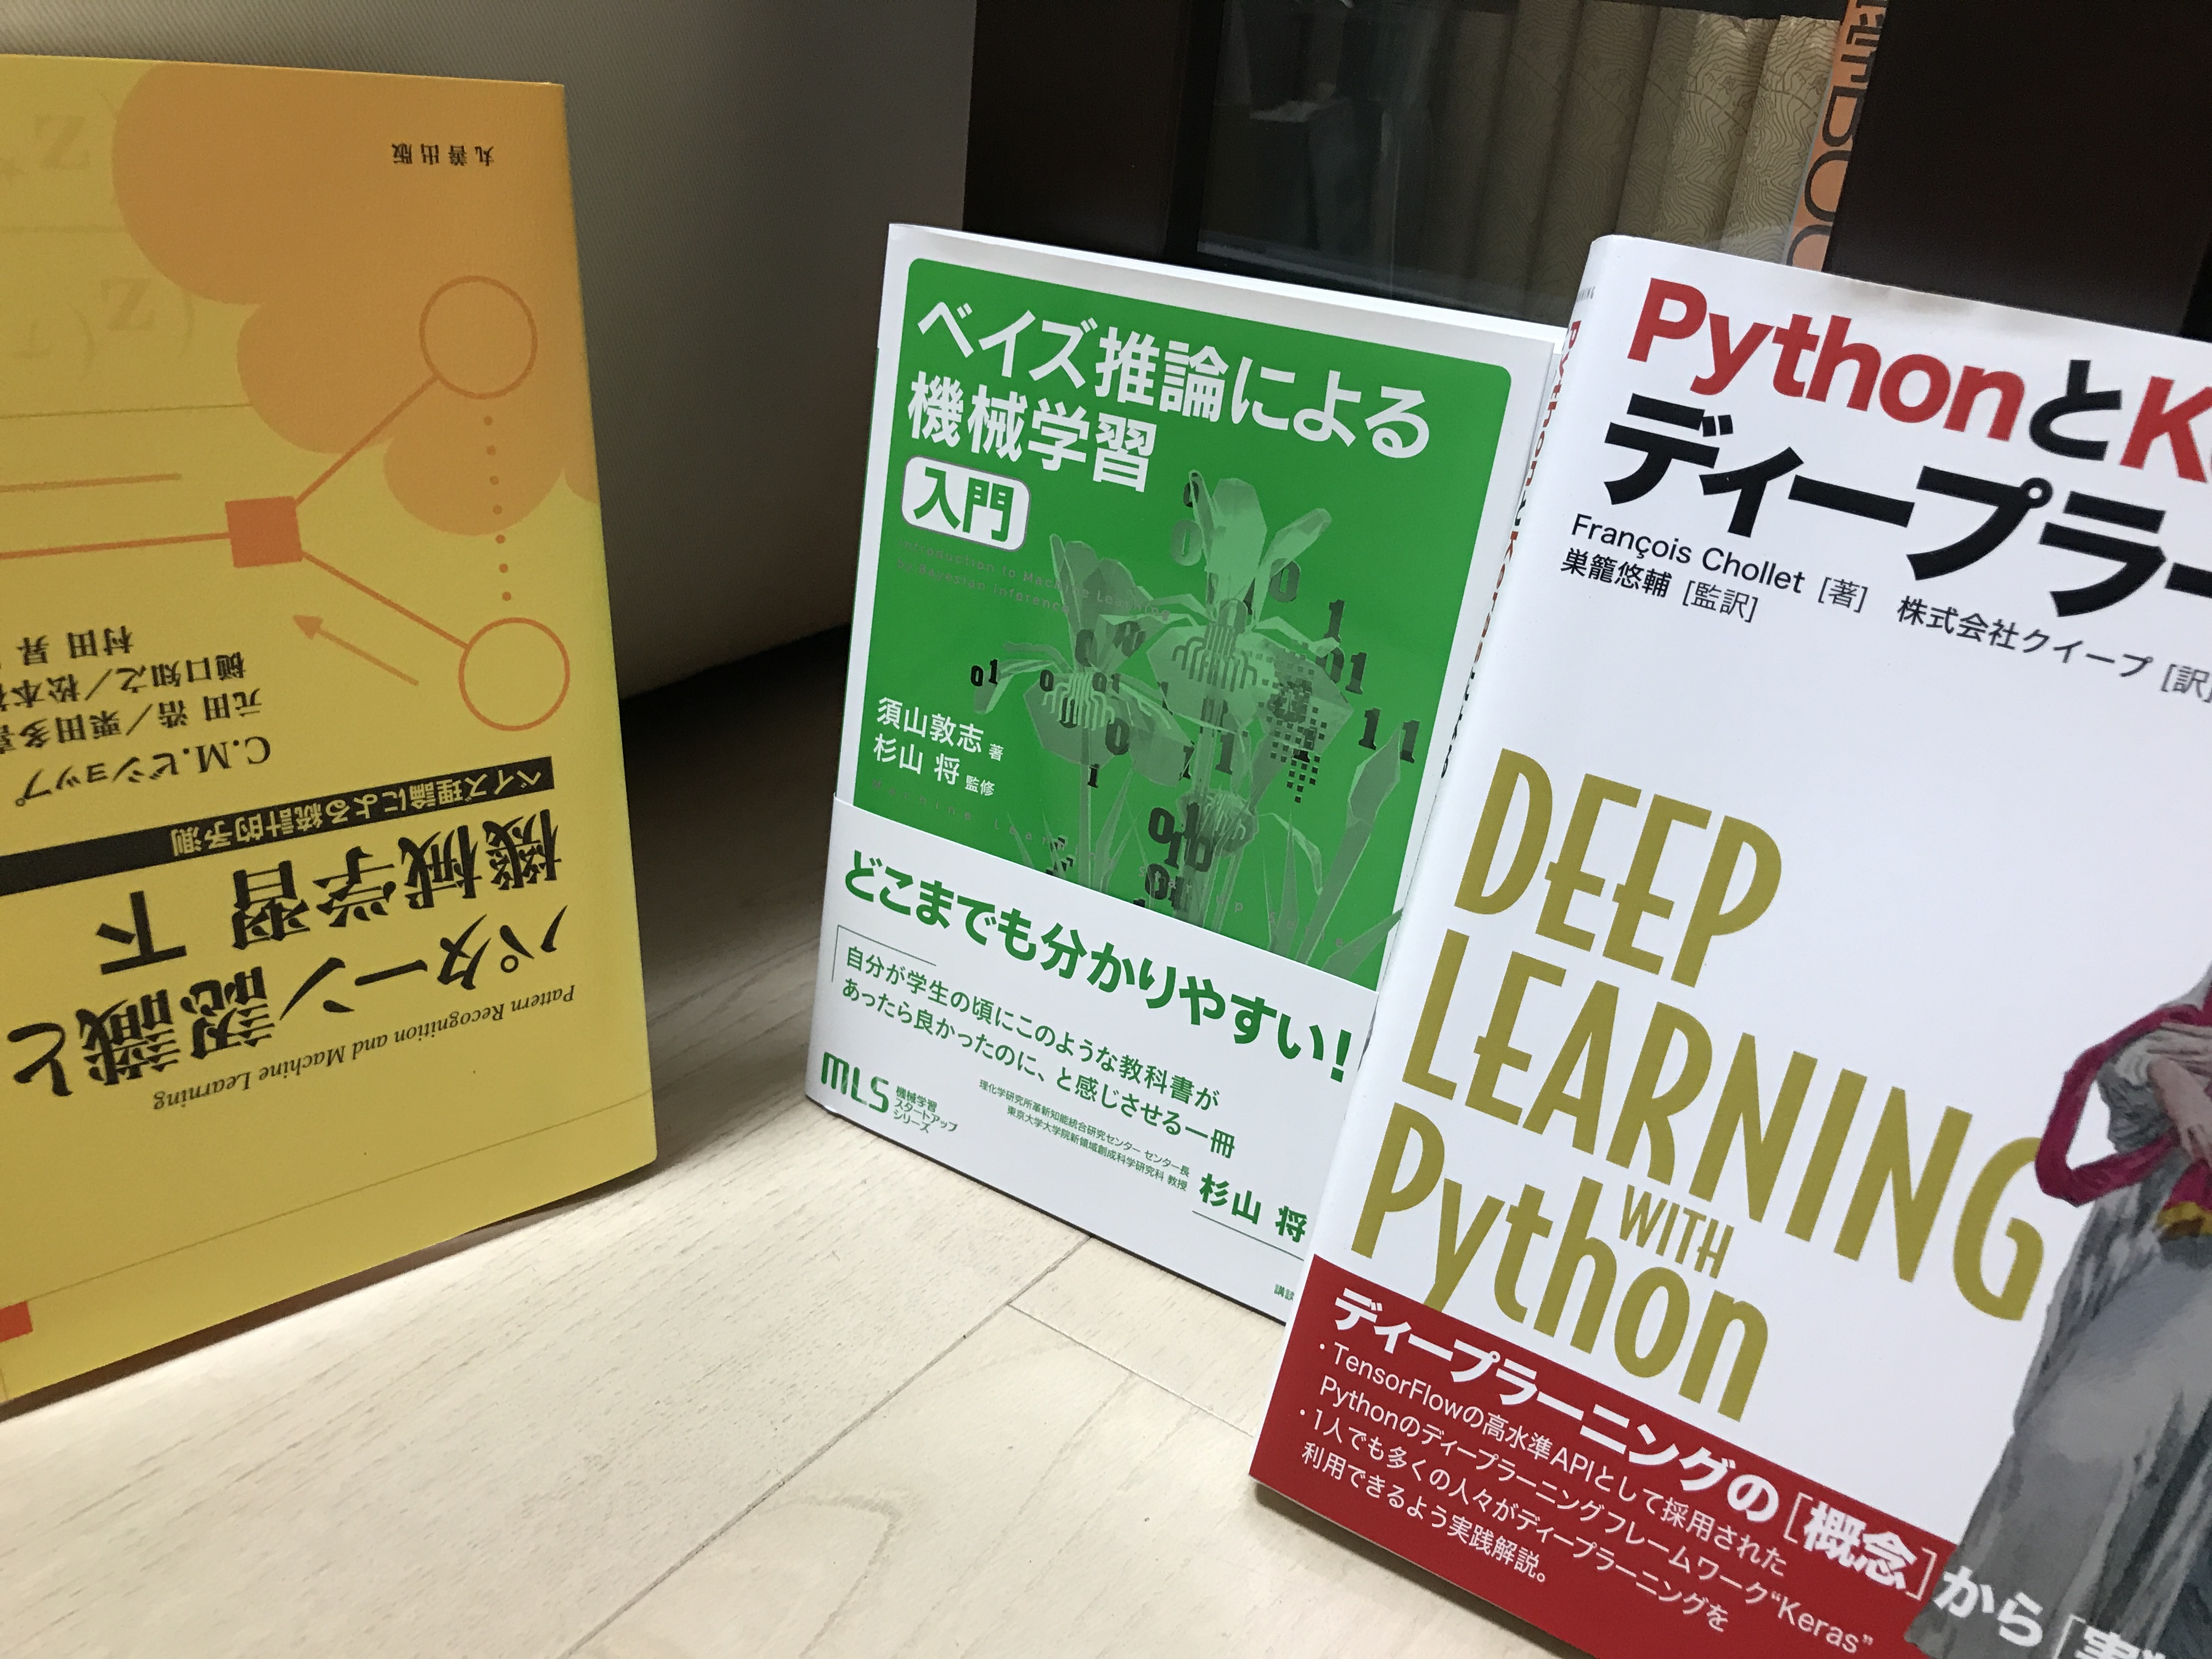 Pattern Recognition and Machine Learning
パターン認識と
機械学習 下
ベイズ理論による統計的予測
C.M.ビショップ
元田 浩／栗田多喜
樋口知之／松本
村田 昇
丸善出版
ベイズ推論による
機械学習
入門
Introduction to Machine Learning
by Bayesian Inference
須山敦志 著
杉山 将 監修
どこまでも分かりやすい!
自分が学生の頃にこのような教科書が
あったら良かったのに、と感じさせる一冊
理化学研究所革新知能統合研究センター センター長
東京大学大学院新領域創成科学研究科 教授
杉山 将
MLS 機械学習
スタートアップ
シリーズ
PythonとK
ディープラー
François Chollet [著] 株式会社クイープ [訳]
巣籠悠輔 [監訳]
DEEP
LEARNING
WITH
Python
ディープラーニングの[概念]から[実
・TensorFlowの高水準APIとして採用された
Pythonのディープラーニングフレームワーク“Keras”
・1人でも多くの人々がディープラーニングを
利用できるよう実践解説。